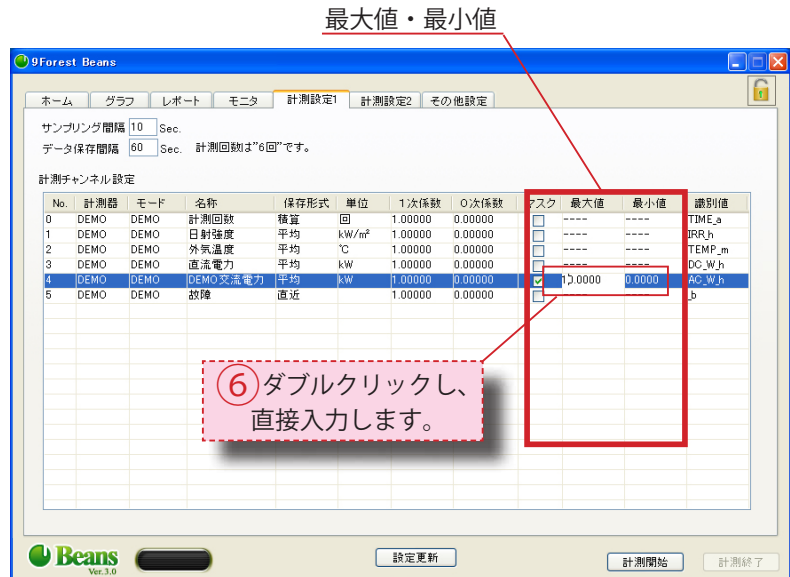 最大値・最小値
9Forest Beans
ホーム グラフ レポート モニタ 計測設定1 計測設定2 その他設定
サンプリング間隔 10 Sec.
データ保存間隔 60 Sec. 計測回数は"6回"です。
計測チャンネル設定
No. 計測器 モード 名称 保存形式 単位 1次係数 0次係数 マスク 最大値 最小値 識別値
0 DEMO DEMO 計測回数 積算 回 1.00000 0.00000 ---- ---- TIME_a
1 DEMO DEMO 日射強度 平均 kW/m² 1.00000 0.00000 ---- ---- IRR_h
2 DEMO DEMO 外気温度 平均 ℃ 1.00000 0.00000 ---- ---- TEMP_m
3 DEMO DEMO 直流電力 平均 kW 1.00000 0.00000 ---- ---- DC_W_h
4 DEMO DEMO DEMO交流電力 平均 kW 1.00000 0.00000 10.0000 0.0000 AC_W_h
5 DEMO DEMO 故障 直近 1.00000 0.00000 ---- ---- _b
⑥ダブルクリックし、
直接入力します。
Beans
Ver.3.0
設定更新 計測開始 計測終了